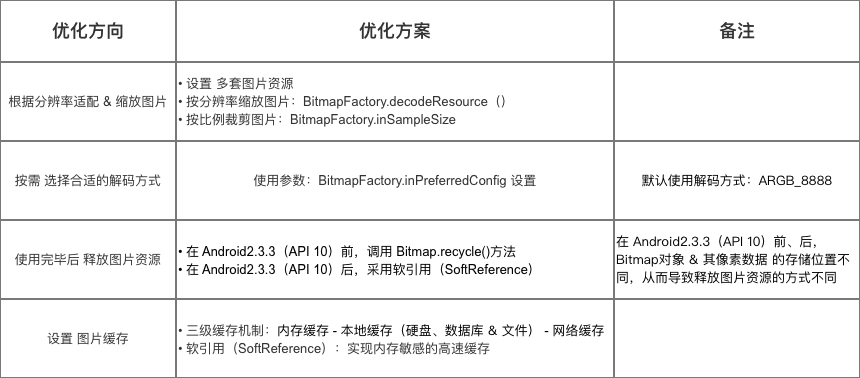 优化方向
优化方案
备注
根据分辨率适配 & 缩放图片
• 设置 多套图片资源
• 按分辨率缩放图片：BitmapFactory.decodeResource（）
• 按比例裁剪图片：BitmapFactory.inSampleSize
按需 选择合适的解码方式
使用参数：BitmapFactory.inPreferredConfig 设置
默认使用解码方式：ARGB_8888
使用完毕后 释放图片资源
• 在 Android2.3.3（API 10）前，调用 Bitmap.recycle()方法
• 在 Android2.3.3（API 10）后，采用软引用（SoftReference）
在 Android2.3.3（API 10）前、后，
Bitmap对象 & 其像素数据 的存储位置不
同，从而导致释放图片资源的方式不同
设置 图片缓存
• 三级缓存机制：内存缓存 - 本地缓存（硬盘、数据库 & 文件） - 网络缓存
• 软引用（SoftReference）：实现内存敏感的高速缓存